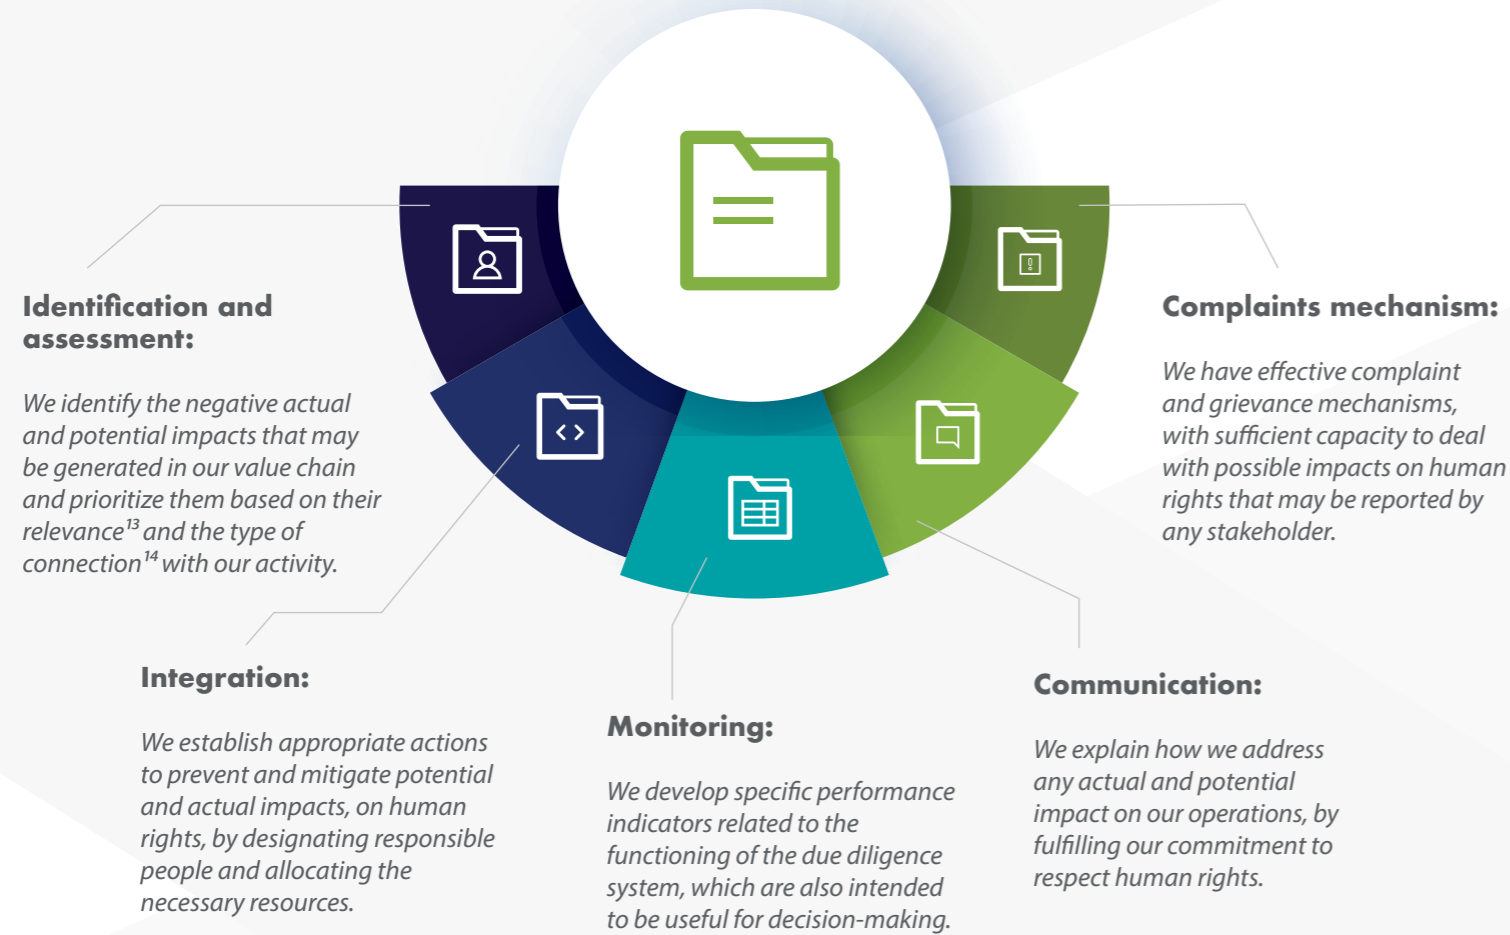 Identification and
assessment:
We identify the negative actual
and potential impacts that may
be generated in our value chain
and prioritize them based on their
relevance¹³ and the type of
connection¹⁴ with our activity.
Integration:
We establish appropriate actions
to prevent and mitigate potential
and actual impacts, on human
rights, by designating responsible
people and allocating the
necessary resources.
Monitoring:
We develop specific performance
indicators related to the
functioning of the due diligence
system, which are also intended
to be useful for decision-making.
Communication:
We explain how we address
any actual and potential
impact on our operations, by
fulfilling our commitment to
respect human rights.
Complaints mechanism:
We have effective complaint
and grievance mechanisms,
with sufficient capacity to deal
with possible impacts on human
rights that may be reported by
any stakeholder.